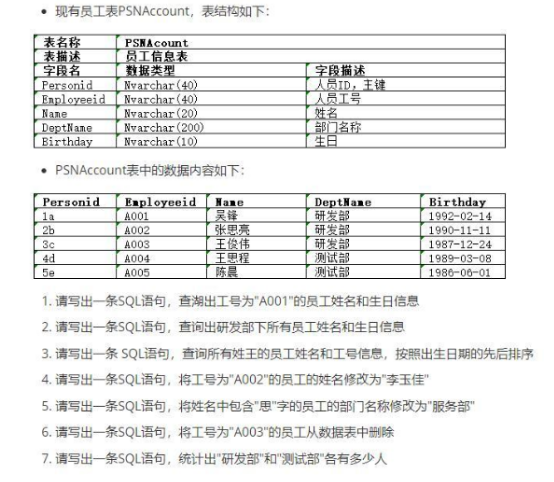 现有员工表PSNAccount，表结构如下：
表名称 PSNAcount
表描述 员工信息表
字段名 数据类型 字段描述
Personid Nvarchar(40) 人员ID，主键
Employeeid Nvarchar(40) 人员工号
Name Nvarchar(20) 姓名
DeptName Nvarchar(200) 部门名称
Birthday Nvarchar(10) 生日
PSNAccount表中的数据内容如下：
Personid Employeeid Name DeptName Birthday
1a A001 吴锋 研发部 1992-02-14
2b A002 张思亮 研发部 1990-11-11
3c A003 王俊伟 研发部 1987-12-24
4d A004 王思程 测试部 1989-03-08
5e A005 陈晨 测试部 1986-06-01
1. 请写出一条SQL语句，查湖出工号为"A001"的员工姓名和生日信息
2. 请写出一条SQL语句，查询出研发部下所有员工姓名和生日信息
3. 请写出一条 SQL语句，查询所有姓王的员工姓名和工号信息，按照出生日期的先后排序
4. 请写出一条SQL语句，将工号为"A002"的员工的姓名修改为"李玉佳"
5. 请写出一条SQL语句，将姓名中包含"思"字的员工的部门名称修改为"服务部"
6. 请写出一条SQL语句，将工号为"A003"的员工从数据表中删除
7. 请写出一条SQL语句，统计出"研发部"和"测试部"各有多少人